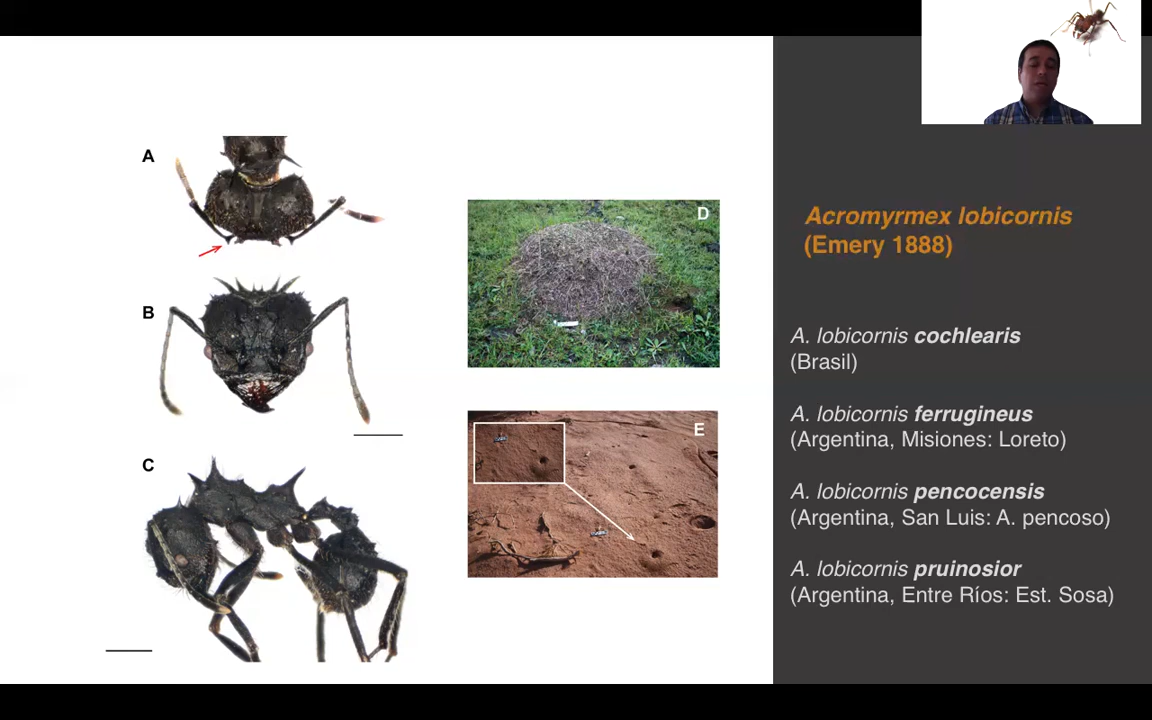 A
B
C
D
E
Acromyrmex lobicornis
(Emery 1888)
A. lobicornis cochlearis
(Brasil)
A. lobicornis ferrugineus
(Argentina, Misiones: Loreto)
A. lobicornis pencocensis
(Argentina, San Luis: A. pencoso)
A. lobicornis pruinosior
(Argentina, Entre Ríos: Est. Sosa)